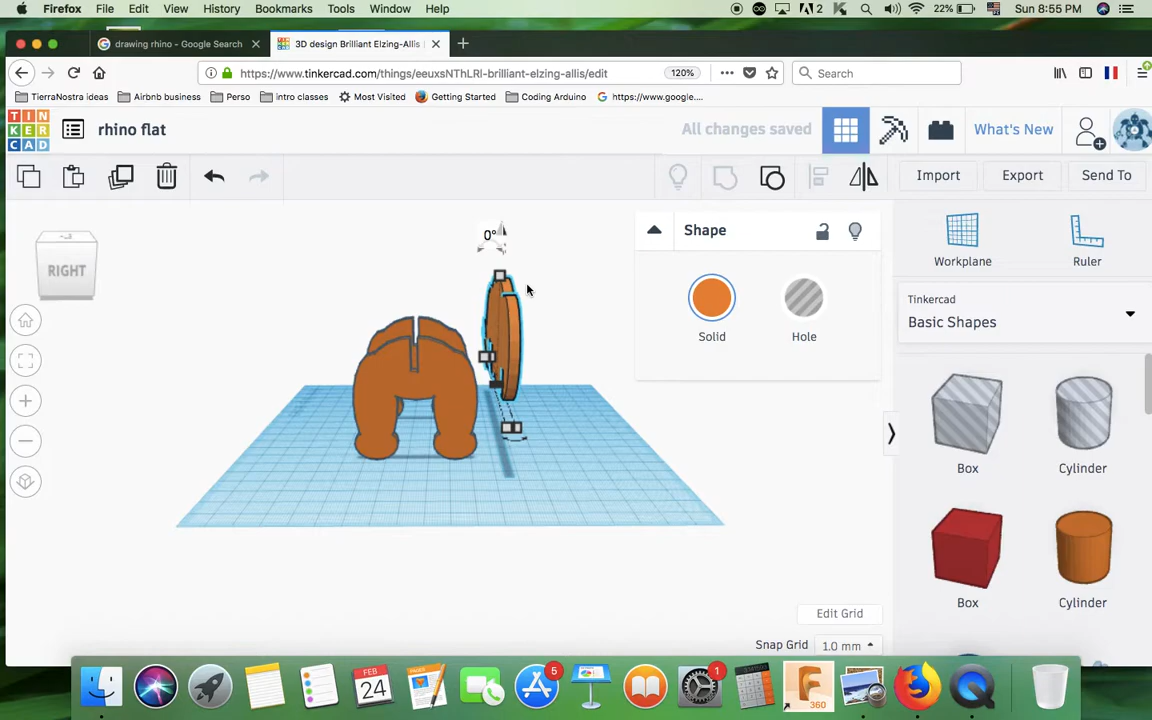 Firefox File Edit View History Bookmarks Tools Window Help 2 22% Sun 8:55 PM
drawing rhino - Google Search 3D design Brilliant Elzing-Allis
https://www.tinkercad.com/things/eeuxsNThLRl-brilliant-elzing-allis/edit 120% Search
TierraNostra ideas Airbnb business Perso intro classes Most Visited Getting Started Coding Arduino https://www.google....
TIN
KER
CAD
rhino flat All changes saved What's New
Import Export Send To
0°
Shape
RIGHT
Workplane Ruler
Solid Hole
Tinkercad
Basic Shapes
Box Cylinder
Box Cylinder
Edit Grid
Snap Grid 1.0 mm
FEB
24
5
1
F
360